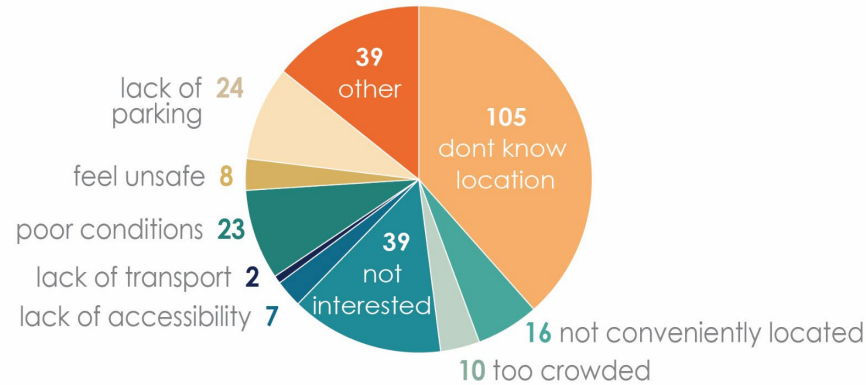 39
other
105
dont know
location
lack of 24
parking
feel unsafe 8
poor conditions 23
lack of transport 2
lack of accessibility 7
39
not
interested
16 not conveniently located
10 too crowded